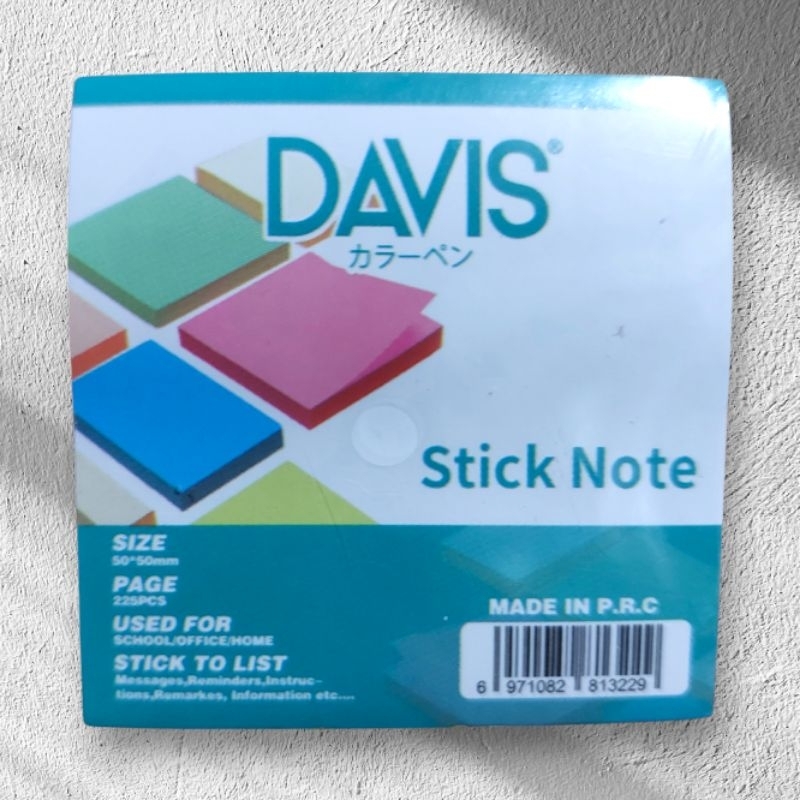 DAVIS®
カラーペン
Stick Note
SIZE
50*50mm
PAGE
225PCS
USED FOR
SCHOOL/OFFICE/HOME
STICK TO LIST
Messages,Reminders,Instruc-
tions,Remarkes, Information etc....
MADE IN P.R.C
6 971082 813229